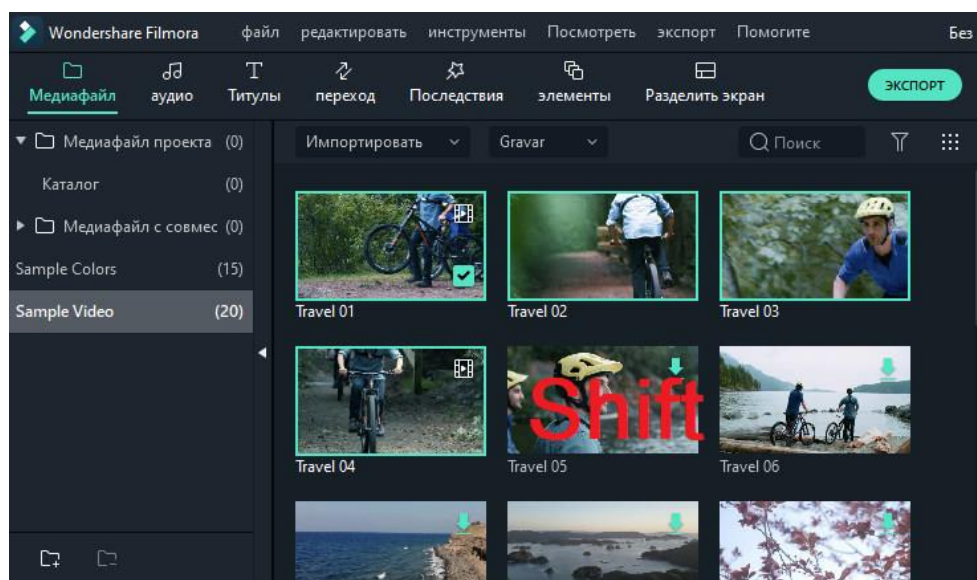 Wondershare Filmora файл редактировать инструменты Посмотреть экспорт Помогите Без
Медиафайл аудио Титулы переход Последствия элементы Разделить экран ЭКСПОРТ
Медиафайл проекта (0) Импортировать Gravar Поиск
Каталог (0)
Медиафайл с совмес (0)
Sample Colors (15)
Sample Video (20)
Travel 01 Travel 02 Travel 03
Shift
Travel 04 Travel 05 Travel 06